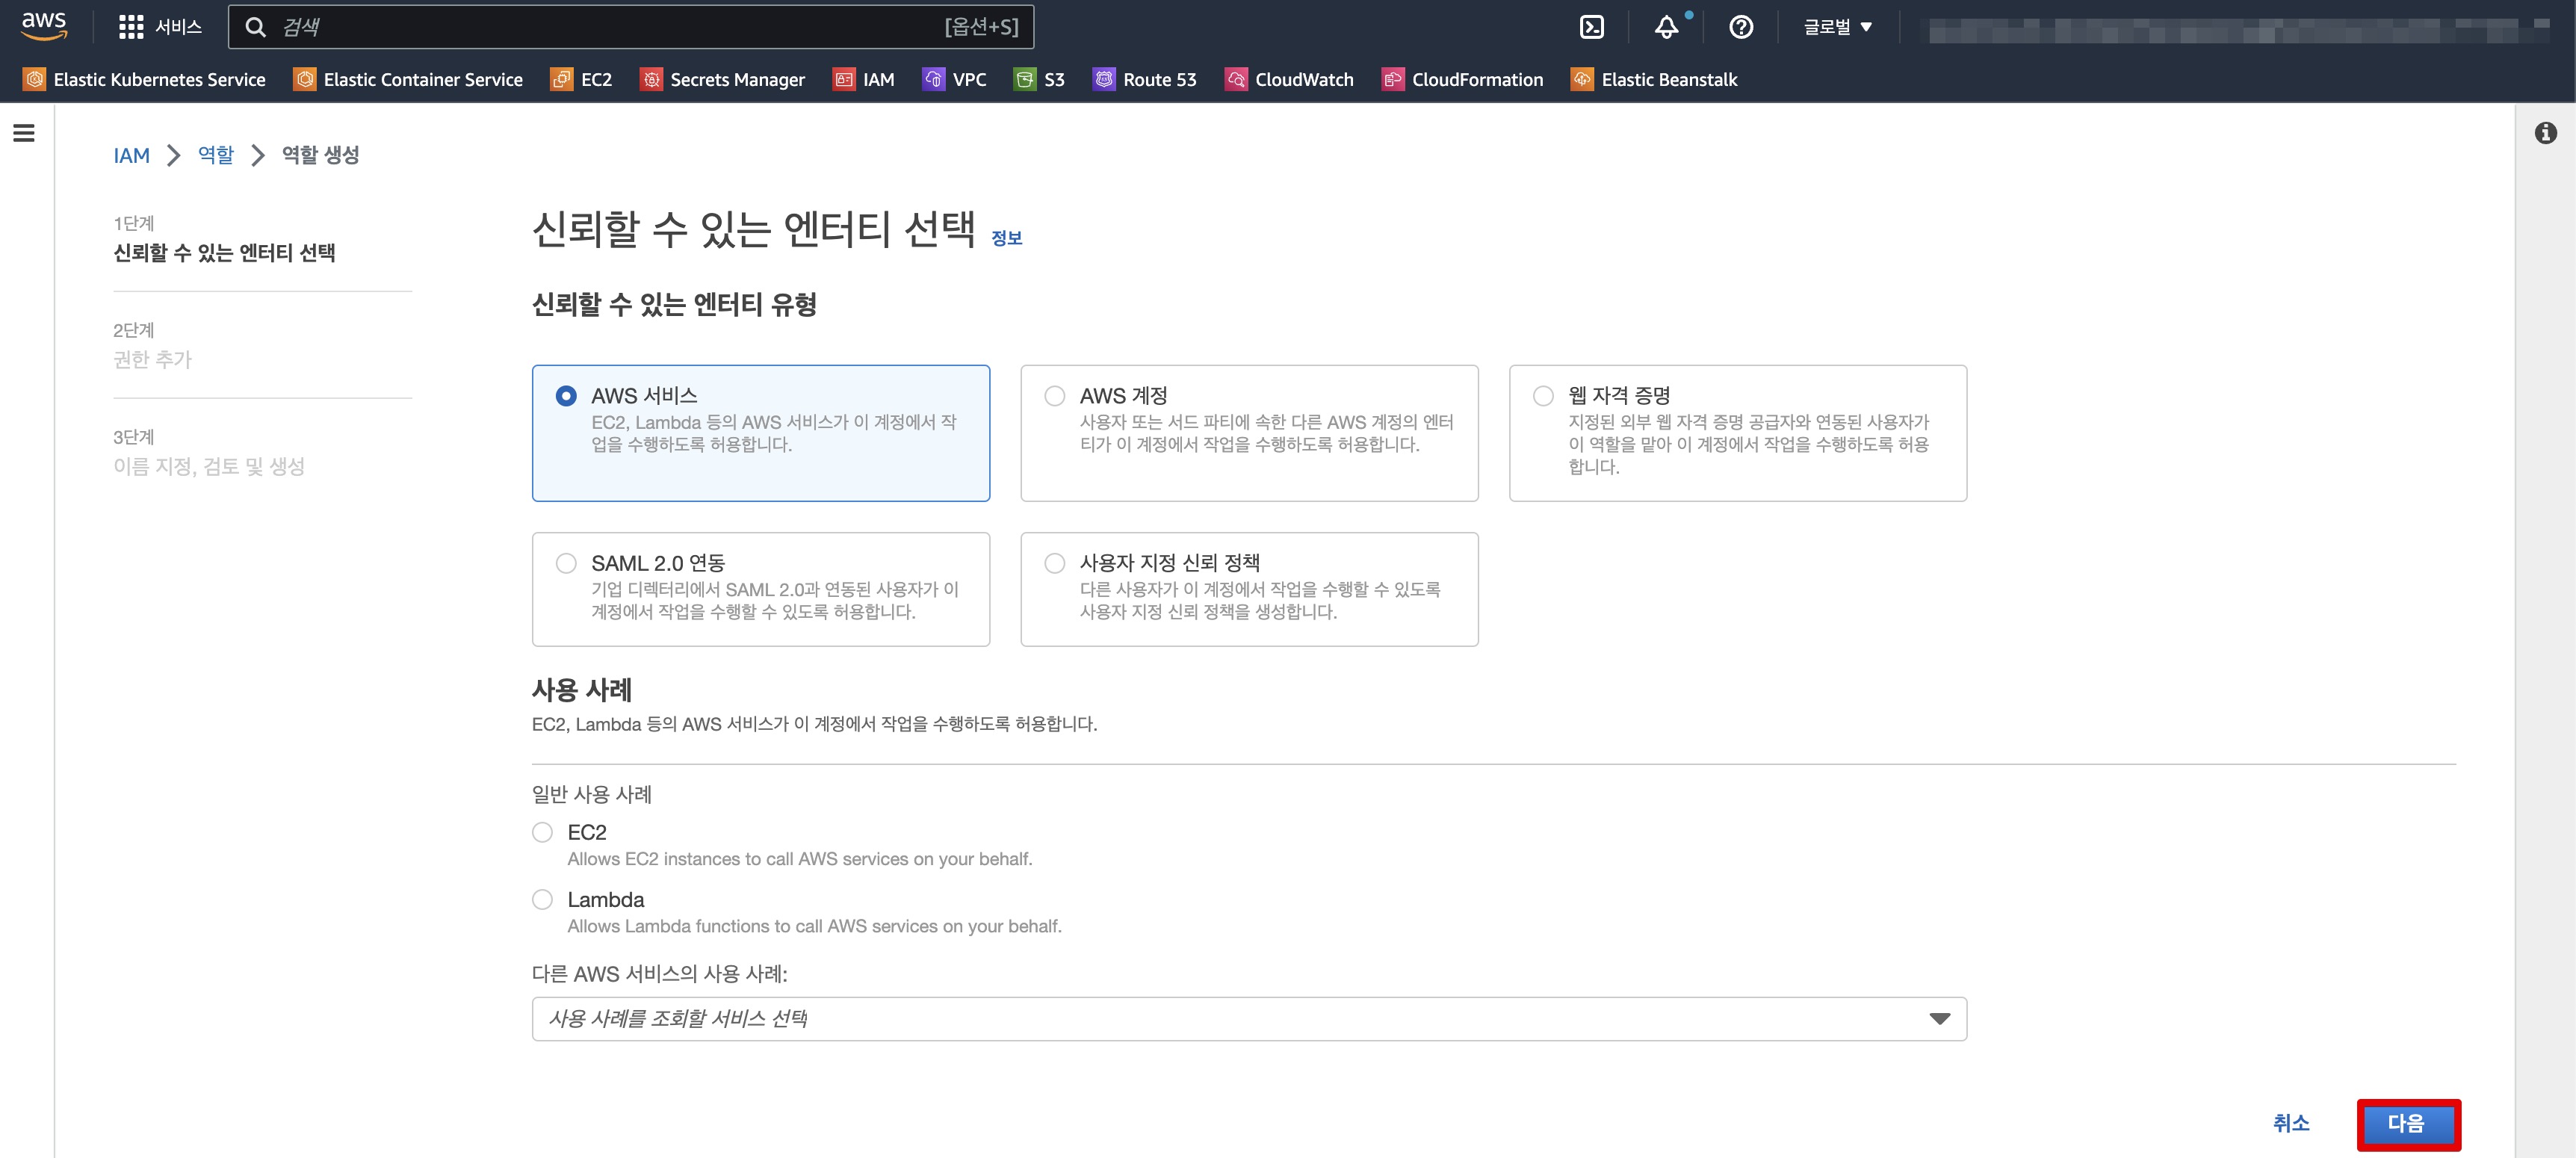 aws
서비스
검색
[옵션+S]
글로벌
Elastic Kubernetes Service
Elastic Container Service
EC2
Secrets Manager
IAM
VPC
S3
Route 53
CloudWatch
CloudFormation
Elastic Beanstalk
IAM
역할
역할 생성
1단계
신뢰할 수 있는 엔터티 선택
2단계
권한 추가
3단계
이름 지정, 검토 및 생성
신뢰할 수 있는 엔터티 선택 정보
신뢰할 수 있는 엔터티 유형
AWS 서비스
EC2, Lambda 등의 AWS 서비스가 이 계정에서 작
업을 수행하도록 허용합니다.
AWS 계정
사용자 또는 서드 파티에 속한 다른 AWS 계정의 엔터
티가 이 계정에서 작업을 수행하도록 허용합니다.
웹 자격 증명
지정된 외부 웹 자격 증명 공급자와 연동된 사용자가
이 역할을 맡아 이 계정에서 작업을 수행하도록 허용
합니다.
SAML 2.0 연동
기업 디렉터리에서 SAML 2.0과 연동된 사용자가 이
계정에서 작업을 수행할 수 있도록 허용합니다.
사용자 지정 신뢰 정책
다른 사용자가 이 계정에서 작업을 수행할 수 있도록
사용자 지정 신뢰 정책을 생성합니다.
사용 사례
EC2, Lambda 등의 AWS 서비스가 이 계정에서 작업을 수행하도록 허용합니다.
일반 사용 사례
EC2
Allows EC2 instances to call AWS services on your behalf.
Lambda
Allows Lambda functions to call AWS services on your behalf.
다른 AWS 서비스의 사용 사례:
사용 사례를 조회할 서비스 선택
취소
다음